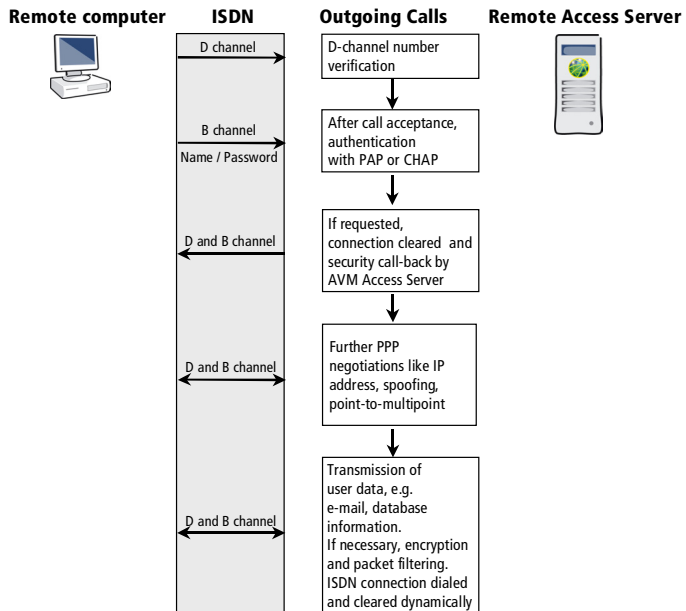 Remote computer ISDN Outgoing Calls Remote Access Server
D channel
D-channel number
verification
B channel
Name / Password
After call acceptance,
authentication
with PAP or CHAP
D and B channel
If requested,
connection cleared and
security call-back by
AVM Access Server
D and B channel
Further PPP
negotiations like IP
address, spoofing,
point-to-multipoint
D and B channel
Transmission of
user data, e.g.
e-mail, database
information.
If necessary, encryption
and packet filtering.
ISDN connection dialed
and cleared dynamically